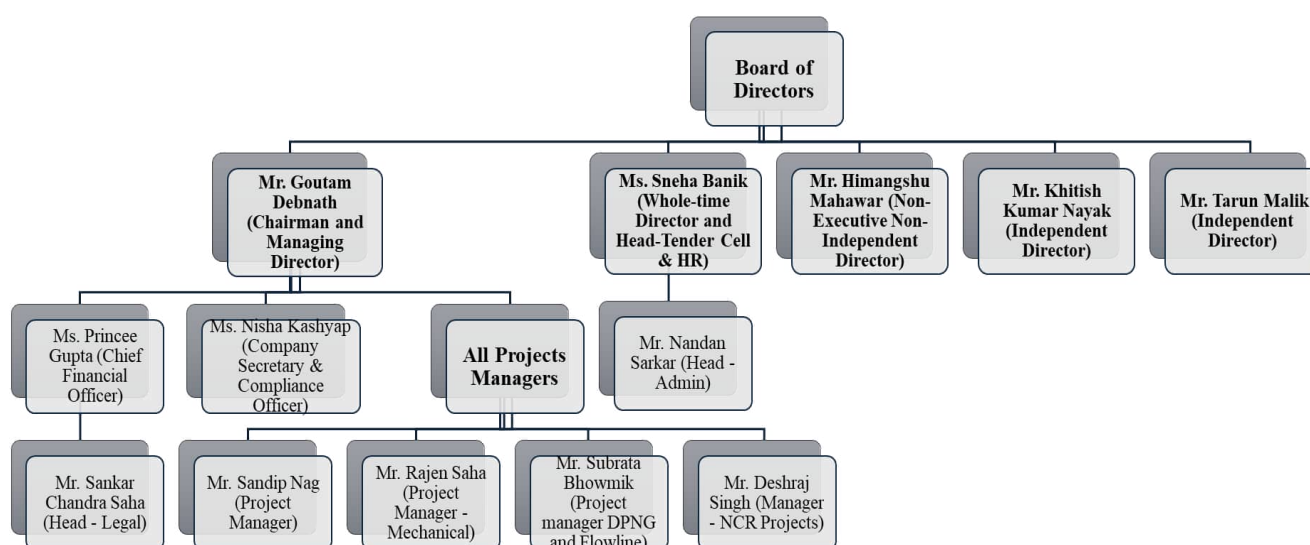 Board of
Directors
Mr. Goutam
Debnath
(Chairman and
Managing
Director)
Ms. Sneha Banik
(Whole-time
Director and
Head-Tender Cell
& HR)
Mr. Himangshu
Mahawar (Non-
Executive Non-
Independent
Director)
Mr. Khitish
Kumar Nayak
(Independent
Director)
Mr. Tarun Malik
(Independent
Director)
Ms. Princee
Gupta (Chief
Financial
Officer)
Ms. Nisha Kashyap
(Company
Secretary &
Compliance
Officer)
All Projects
Managers
Mr. Nandan
Sarkar (Head -
Admin)
Mr. Sankar
Chandra Saha
(Head - Legal)
Mr. Sandip Nag
(Project
Manager)
Mr. Rajen Saha
(Project
Manager -
Mechanical)
Mr. Subrata
Bhowmik
(Project
manager DPNG
and Flowline)
Mr. Deshraj
Singh (Manager
- NCR Projects)